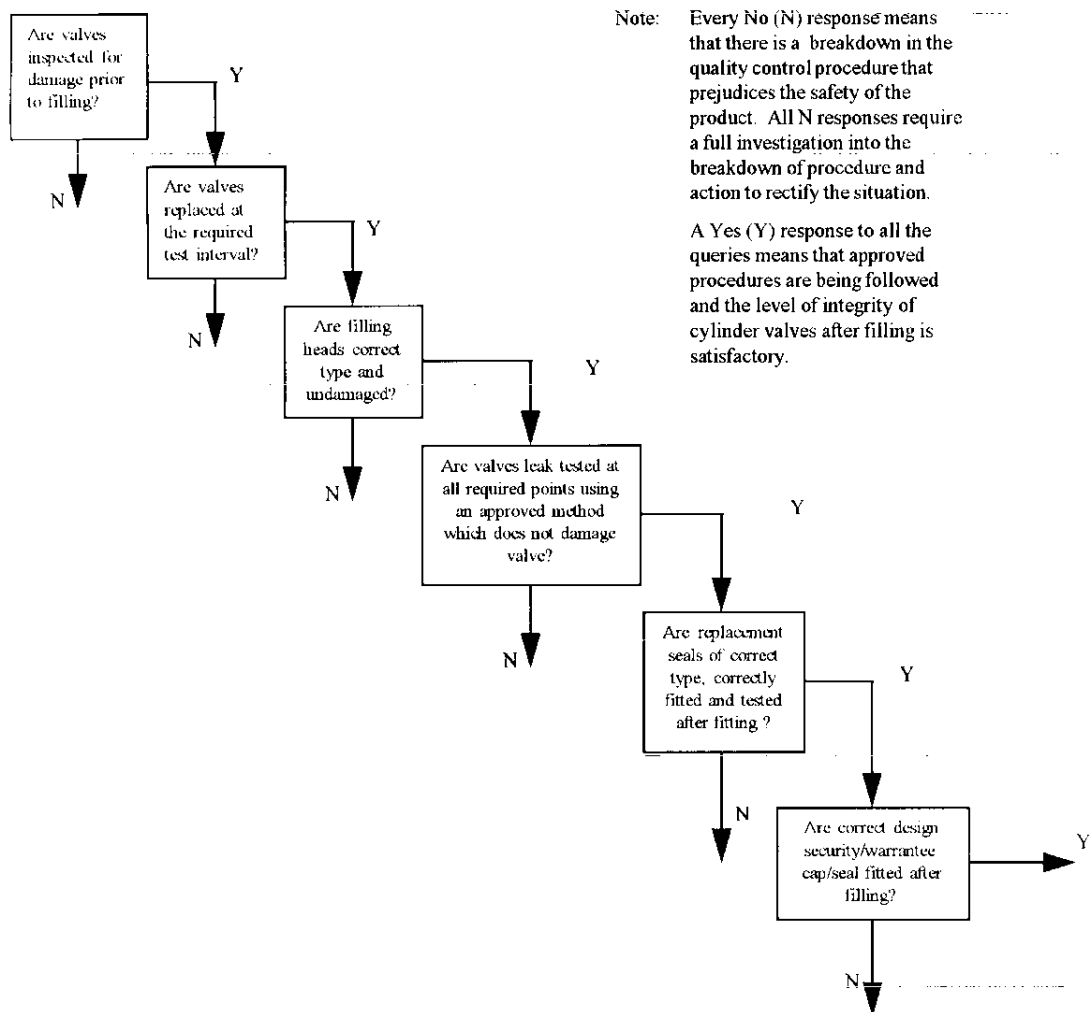 Note: Every No (N) response means
that there is a breakdown in the
quality control procedure that
prejudices the safety of the
product. All N responses require
a full investigation into the
breakdown of procedure and
action to rectify the situation.
A Yes (Y) response to all the
queries means that approved
procedures are being followed
and the level of integrity of
cylinder valves after filling is
satisfactory.
Are valves
inspected for
damage prior
to filling?
Y
N
Are valves
replaced at
the required
test interval?
Y
N
Are filling
heads correct
type and
undamaged?
Y
N
Are valves leak tested at
all required points using
an approved method
which does not damage
valve?
Y
N
Are replacement
seals of correct
type, correctly
fitted and tested
after fitting ?
Y
N
Are correct design
security/warrantee
cap/seal fitted after
filling?
Y
N